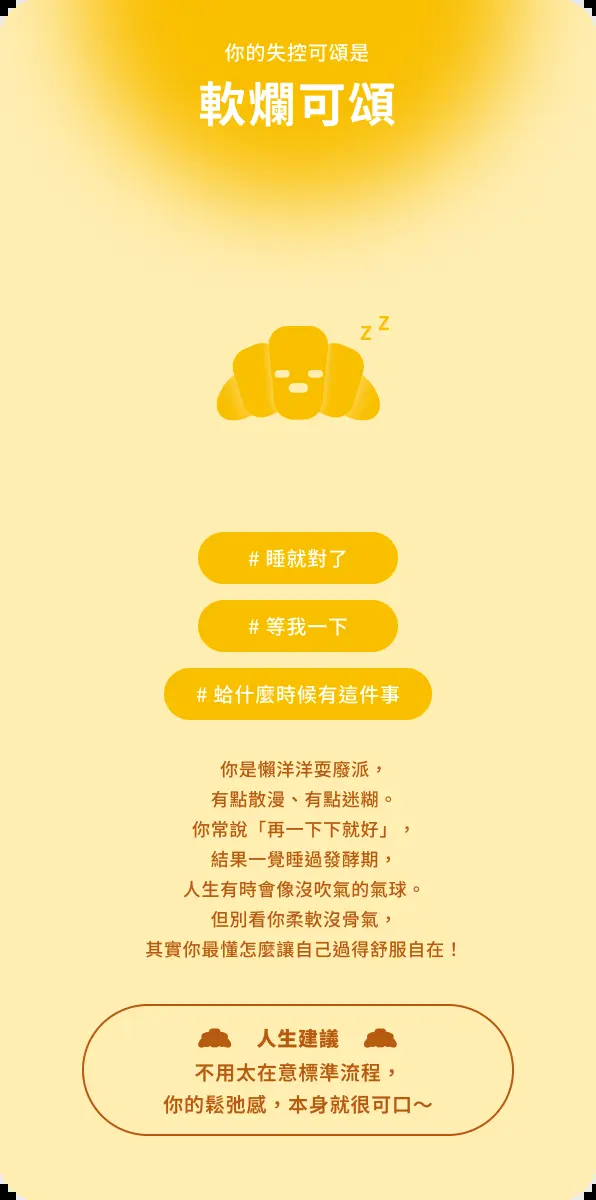 你的失控可頌是
軟爛可頌
z z
# 睡就對了
# 等我一下
# 蛤什麼時候有這件事
你是懶洋洋耍廢派，
有點散漫、有點迷糊。
你常說「再一下下就好」，
結果一覺睡過發酵期，
人生有時會像沒吹氣的氣球。
但別看你柔軟沒骨氣，
其實你最懂怎麼讓自己過得舒服自在！
人生建議
不用太在意標準流程，
你的鬆弛感，本身就很可口～